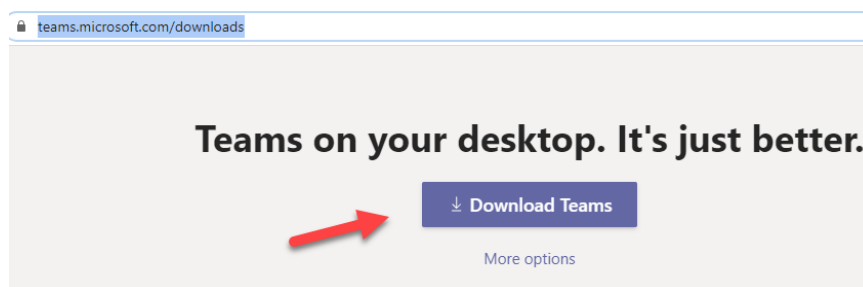 teams.microsoft.com/downloads
Teams on your desktop. It's just better.
Download Teams
More options